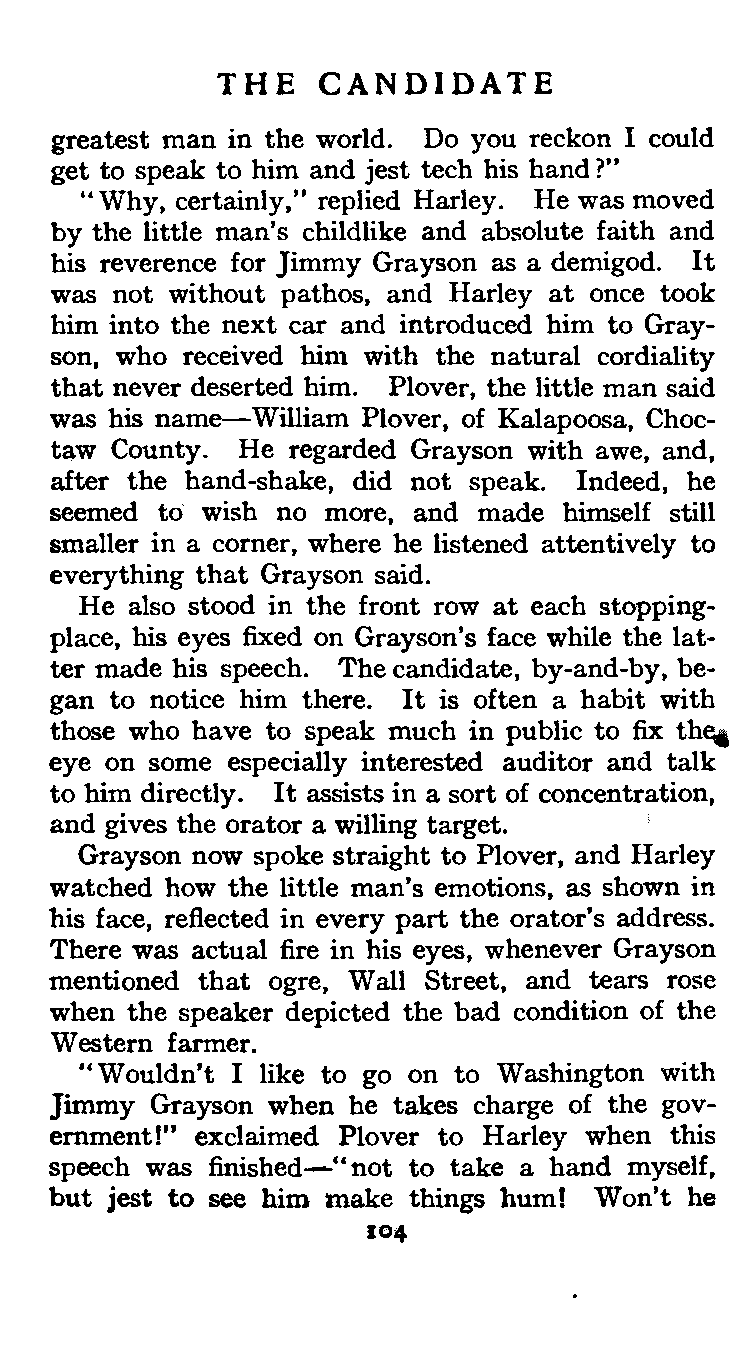 THE CANDIDATE
greatest man in the world. Do you reckon I could
get to speak to him and jest tech his hand?"
"Why, certainly," replied Harley. He was moved
by the little man's childlike and absolute faith and
his reverence for Jimmy Grayson as a demigod. It
was not without pathos, and Harley at once took
him into the next car and introduced him to Gray-
son, who received him with the natural cordiality
that never deserted him. Plover, the little man said
was his name—William Plover, of Kalapoosa, Choc-
taw County. He regarded Grayson with awe, and,
after the hand-shake, did not speak. Indeed, he
seemed to wish no more, and made himself still
smaller in a corner, where he listened attentively to
everything that Grayson said.
He also stood in the front row at each stopping-
place, his eyes fixed on Grayson's face while the lat-
ter made his speech. The candidate, by-and-by, be-
gan to notice him there. It is often a habit with
those who have to speak much in public to fix the
eye on some especially interested auditor and talk
to him directly. It assists in a sort of concentration,
and gives the orator a willing target.
Grayson now spoke straight to Plover, and Harley
watched how the little man's emotions, as shown in
his face, reflected in every part the orator's address.
There was actual fire in his eyes, whenever Grayson
mentioned that ogre, Wall Street, and tears rose
when the speaker depicted the bad condition of the
Western farmer.
"Wouldn't I like to go on to Washington with
Jimmy Grayson when he takes charge of the gov-
ernment!" exclaimed Plover to Harley when this
speech was finished—"not to take a hand myself,
but jest to see him make things hum! Won't he
104